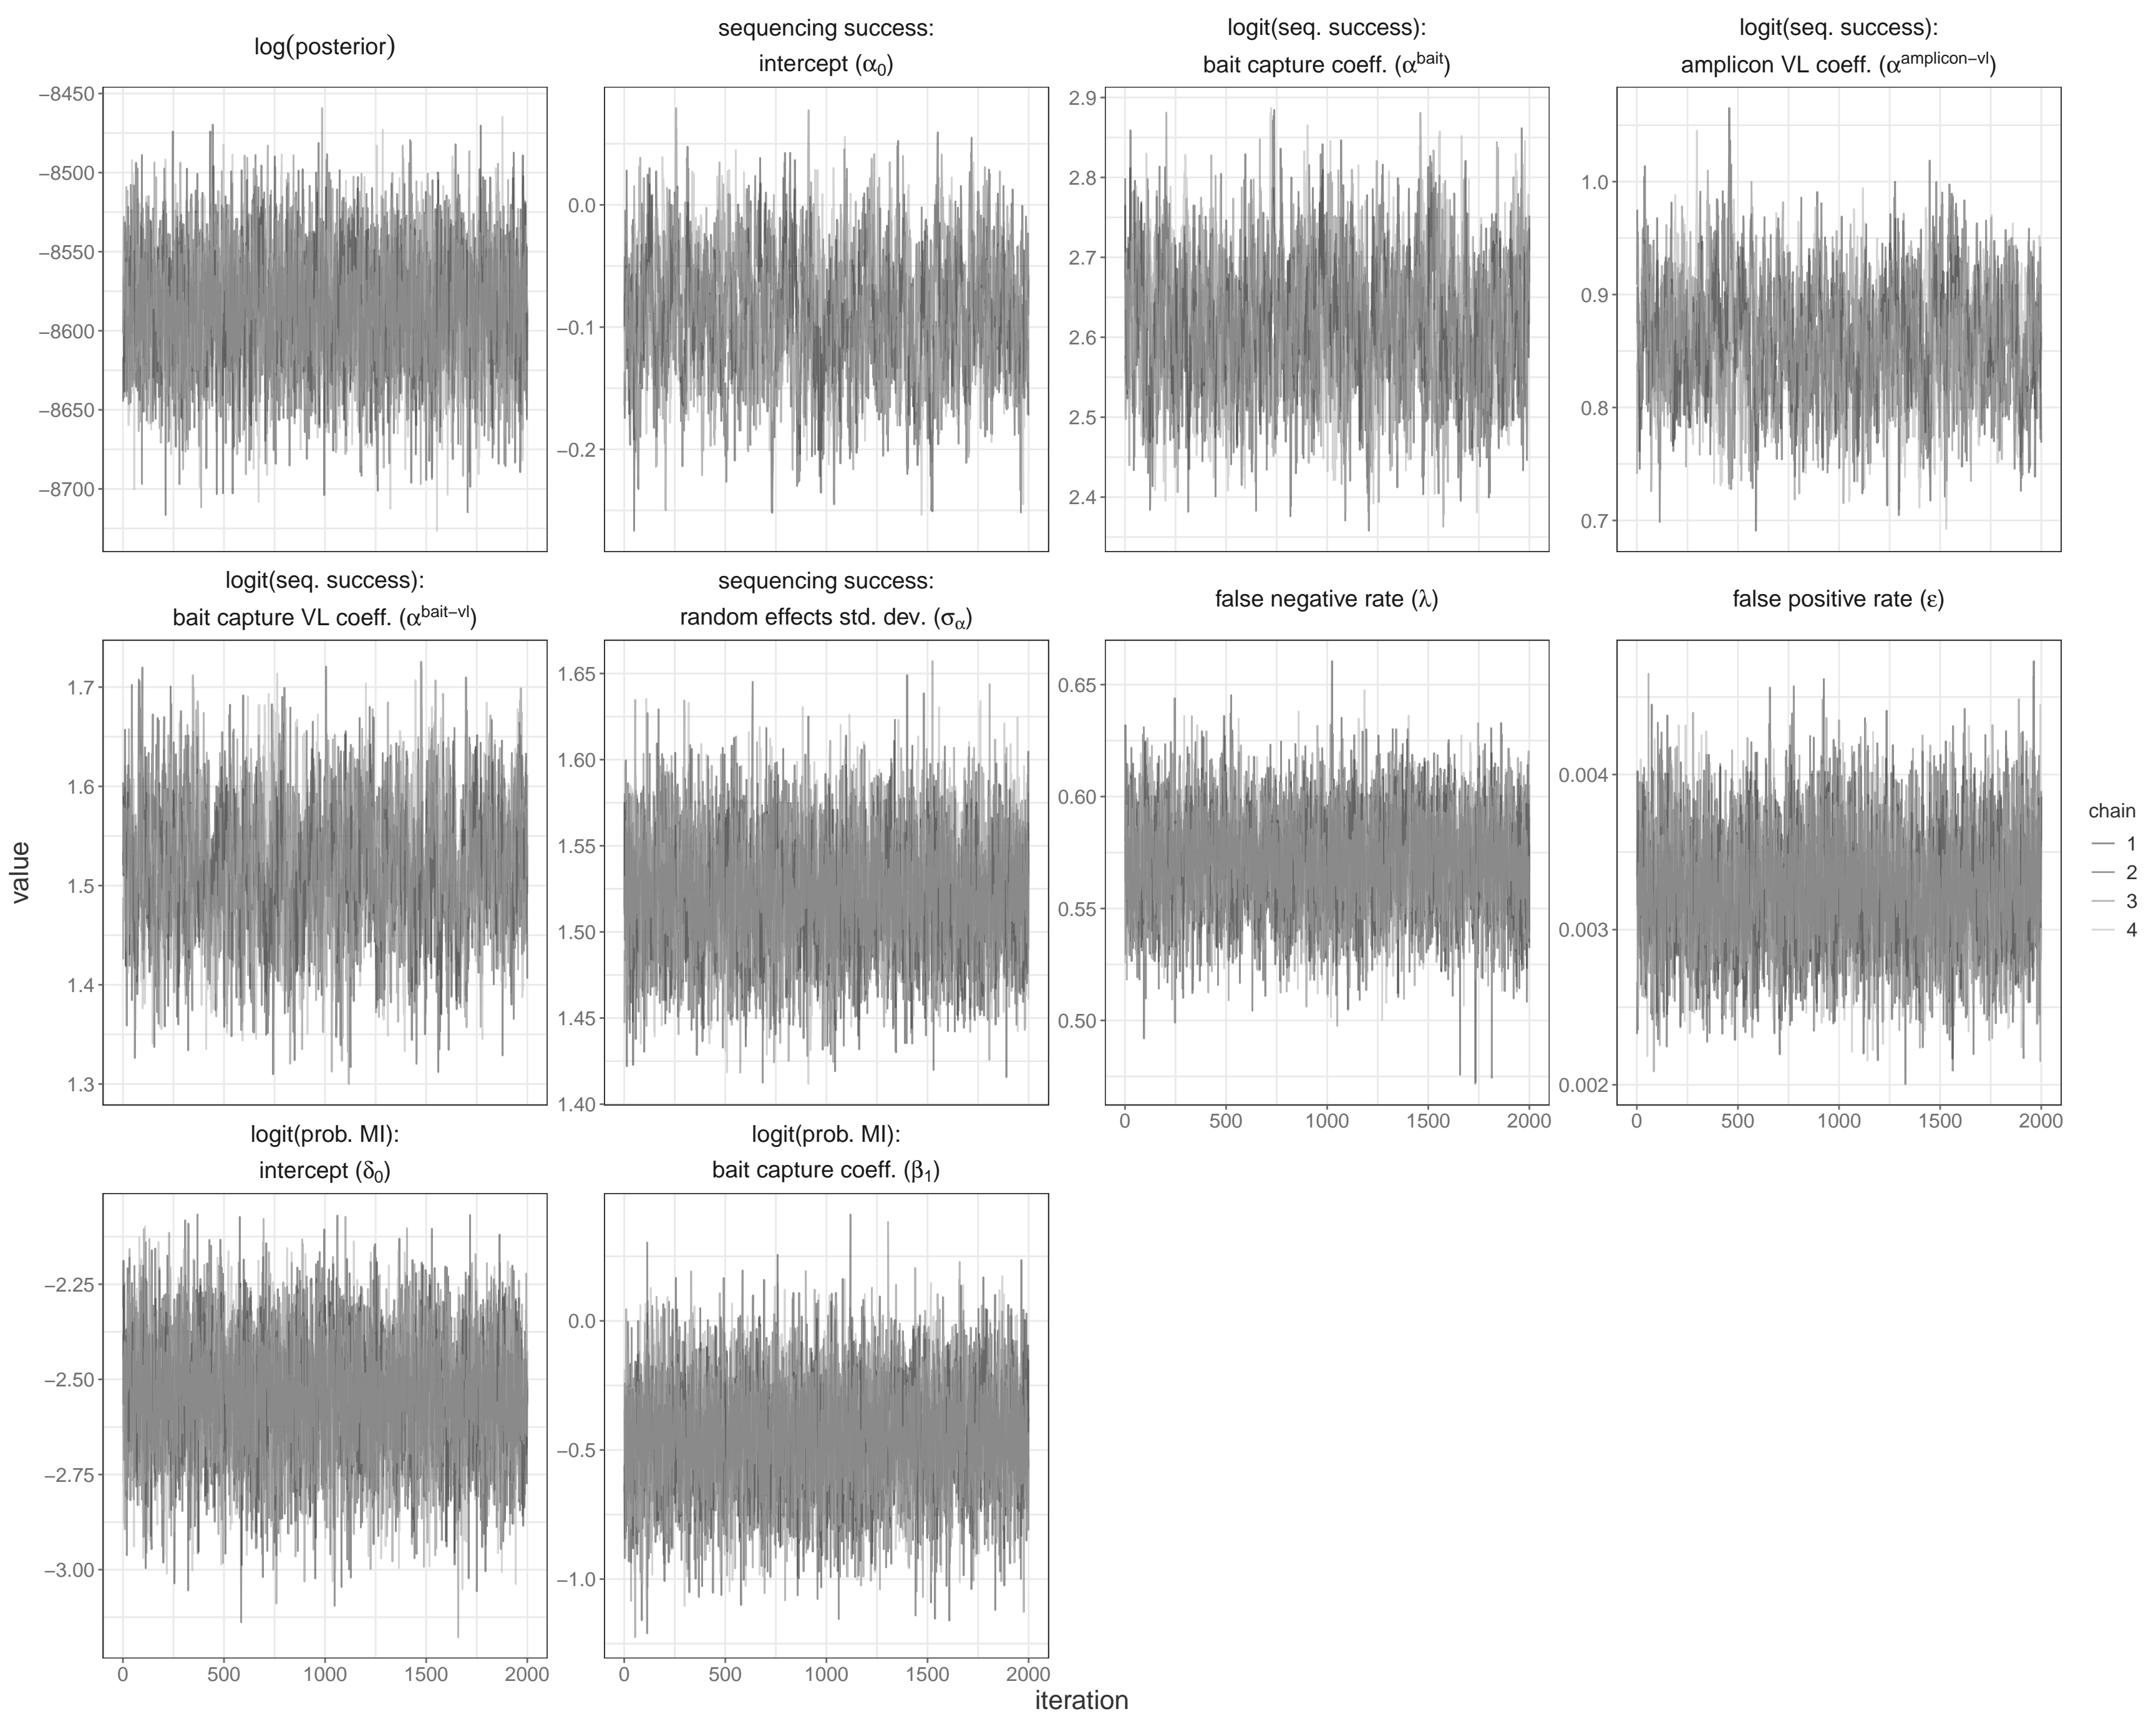 log(posterior)
sequencing success:
intercept (α0)
logit(seq. success):
bait capture coeff. (α^bait)
logit(seq. success):
amplicon VL coeff. (α^amplicon−vl)
−8450
−8500
−8550
−8600
−8650
−8700
0.0
−0.1
−0.2
2.9
2.8
2.7
2.6
2.5
2.4
1.0
0.9
0.8
0.7
logit(seq. success):
bait capture VL coeff. (α^bait−vl)
sequencing success:
random effects std. dev. (σα)
false negative rate (λ)
false positive rate (ε)
1.7
1.6
1.5
1.4
1.3
1.65
1.60
1.55
1.50
1.45
1.40
0.65
0.60
0.55
0.50
0 500 1000 1500 2000
0.004
0.003
0.002
0 500 1000 1500 2000
value
chain
1
2
3
4
logit(prob. MI):
intercept (δ0)
logit(prob. MI):
bait capture coeff. (β1)
−2.25
−2.50
−2.75
−3.00
0 500 1000 1500 2000
0.0
−0.5
−1.0
0 500 1000 1500 2000
iteration